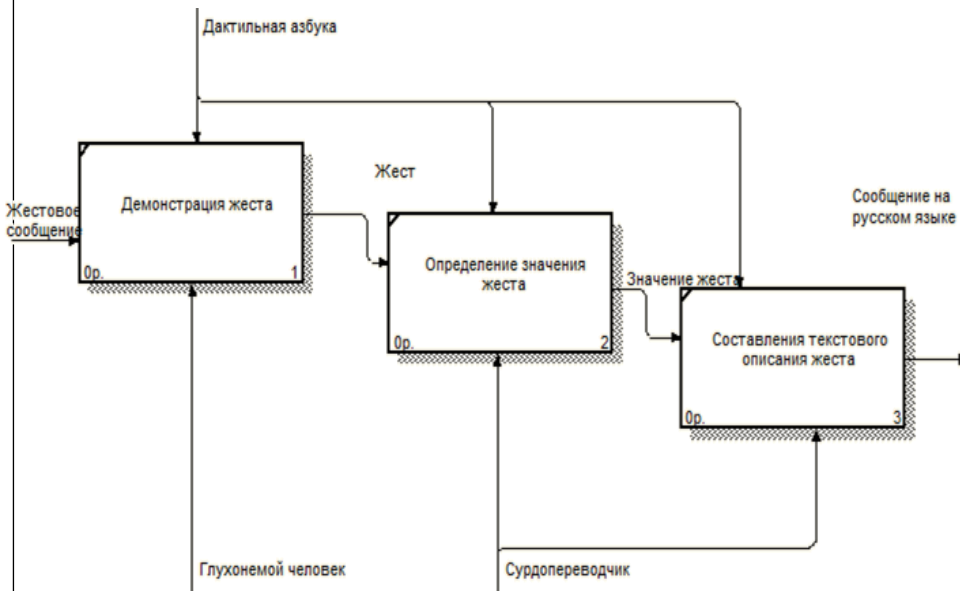 Дактильная азбука
Жест
Демонстрация жеста
Жестовое
сообщение
0р.
1
Сообщение на
русском языке
Определение значения
жеста
0р.
2
Значение жеста
Составления текстового
описания жеста
0р.
3
Глухонемой человек
Сурдопереводчик